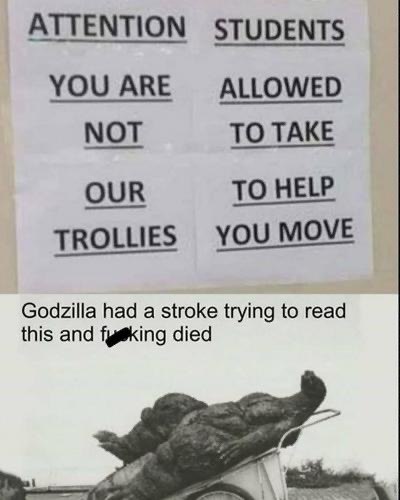 ATTENTION STUDENTS
YOU ARE ALLOWED
NOT TO TAKE
OUR TO HELP
TROLLIES YOU MOVE
Godzilla had a stroke trying to read
this and f king died